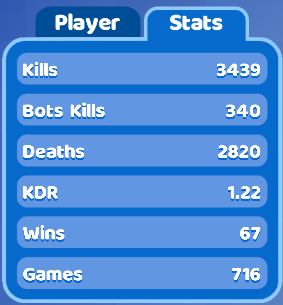 Player Stats
Kills 3439
Bots Kills 340
Deaths 2820
KDR 1.22
Wins 67
Games 716